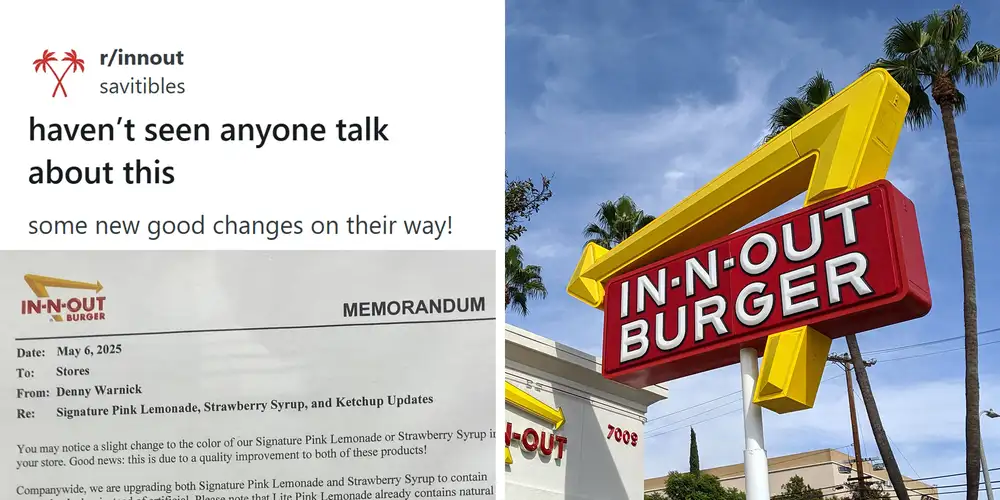 r/innout
savitibles
haven't seen anyone talk
about this
some new good changes on their way!
IN-N-OUT
BURGER
MEMORANDUM
Date: May 6, 2025
To: Stores
From: Denny Warnick
Re: Signature Pink Lemonade, Strawberry Syrup, and Ketchup Updates
You may notice a slight change to the color of our Signature Pink Lemonade or Strawberry Syrup in
your store. Good news: this is due to a quality improvement to both of these products!
Companywide, we are upgrading both Signature Pink Lemonade and Strawberry Syrup to contain
Please note that Lite Pink Lemonade already contains natural
IN-N-OUT
BURGER
N-OUT
7009